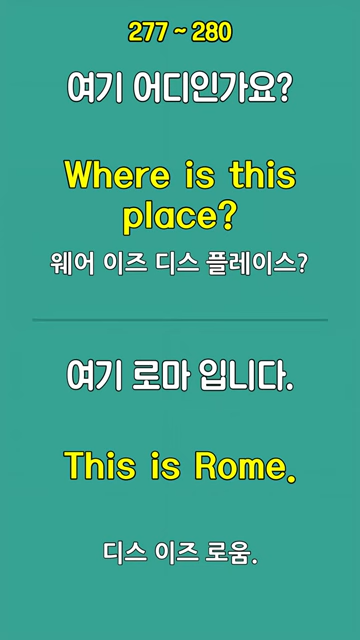 277 ~ 280
여기 어디인가요?
Where is this
place?
웨어 이즈 디스 플레이스?
여기 로마 입니다.
This is Rome.
디스 이즈 로움.